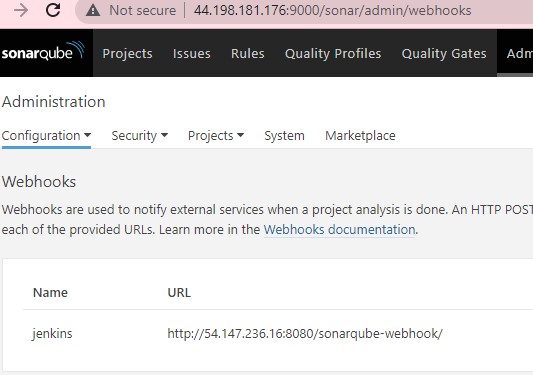 Not secure | 44.198.181.176:9000/sonar/admin/webhooks
sonarqube Projects Issues Rules Quality Profiles Quality Gates Adm
Administration
Configuration Security Projects System Marketplace
Webhooks
Webhooks are used to notify external services when a project analysis is done. An HTTP POST
each of the provided URLs. Learn more in the Webhooks documentation.
Name URL
jenkins http://54.147.236.16:8080/sonarqube-webhook/